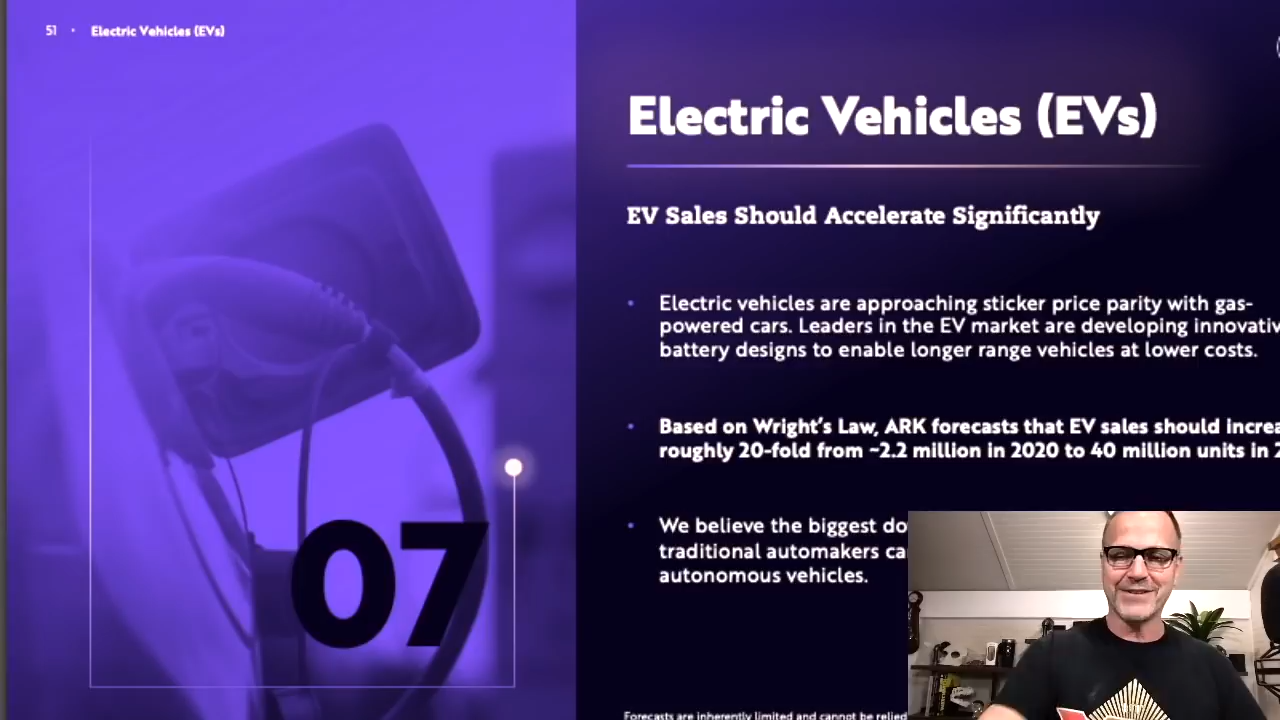 51 • Electric Vehicles (EVs)
Electric Vehicles (EVs)
EV Sales Should Accelerate Significantly
• Electric vehicles are approaching sticker price parity with gas-
powered cars. Leaders in the EV market are developing innovativ
battery designs to enable longer range vehicles at lower costs.
• Based on Wright's Law, ARK forecasts that EV sales should increa
roughly 20-fold from ~2.2 million in 2020 to 40 million units in 2
• We believe the biggest do
traditional automakers ca
autonomous vehicles.
07
Forecasts are inherently limited and cannot be relied